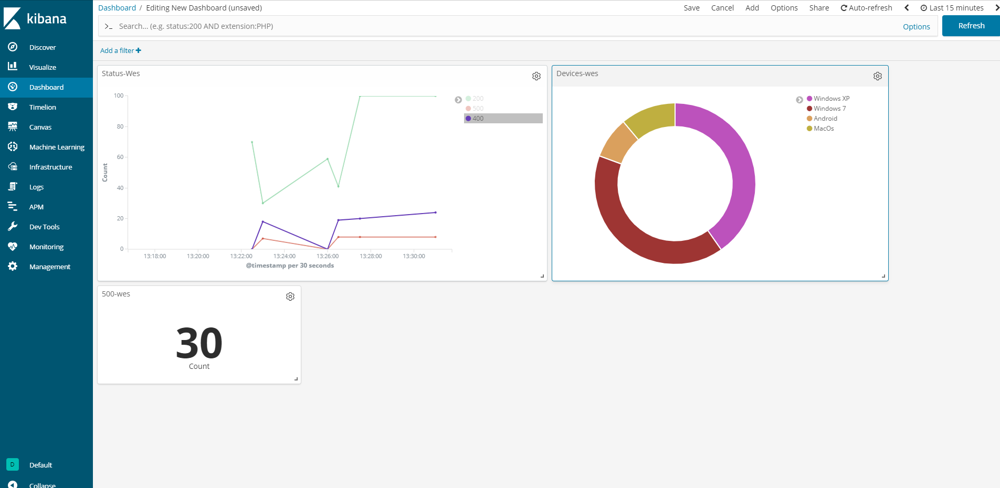 kibana
Discover
Visualize
Dashboard
Timelion
Canvas
Machine Learning
Infrastructure
Logs
APM
Dev Tools
Monitoring
Management
D Default
Collapse
Dashboard / Editing New Dashboard (unsaved)
Save Cancel Add Options Share Auto-refresh Last 15 minutes
>_ Search... (e.g. status:200 AND extension:PHP) Options Refresh
Add a filter +
Status-Wes
100
80
60
40
20
0
Count
13:18:00 13:20:00 13:22:00 13:24:00 13:26:00 13:28:00 13:30:00
@timestamp per 30 seconds
200
500
400
Devices-wes
Windows XP
Windows 7
Android
MacOs
500-wes
30
Count